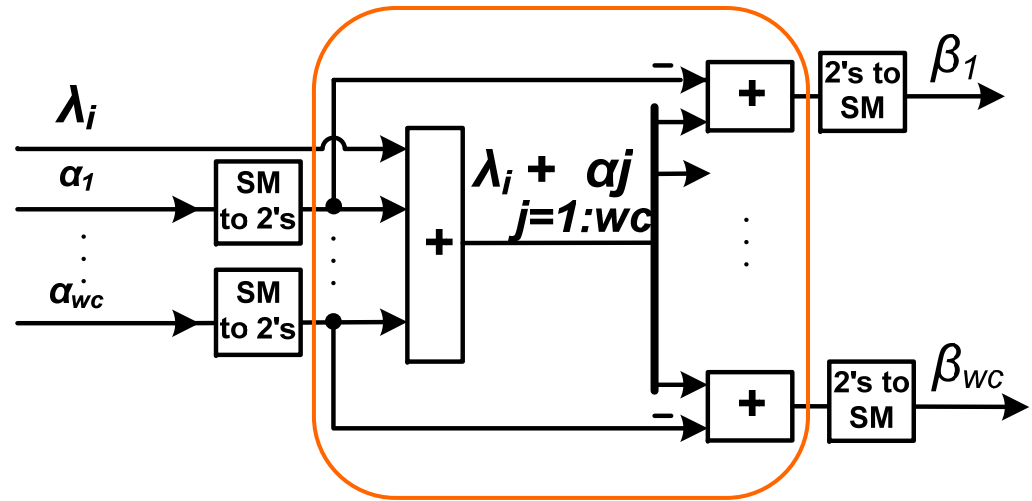 λi
α1
αwc
SM
to 2's
SM
to 2's
+
λi + αj
j=1:wc
−
+
2's to
SM
β1
+
−
2's to
SM
βwc